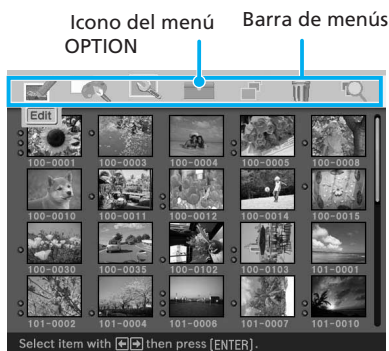 Icono del menú
OPTION
Barra de menús
Edit
100-0001 100-0003 100-0004 100-0005 100-0008
100-0010 100-0011 100-0012 100-0014 100-0015
100-0030 100-0035 100-0102 100-0103 101-0001
101-0002 101-0004 101-0006 101-0007 101-0010
Select item with then press [ENTER].